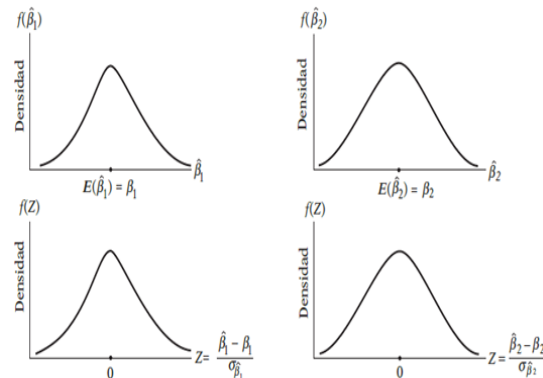 f(β̂₁)
Densidad
β̂₁
E(β̂₁) = β₁
f(β̂₂)
Densidad
β̂₂
E(β̂₂) = β₂
f(Z)
Densidad
0
Z= β̂₁ − β₁ / σβ̂₁
f(Z)
Densidad
0
Z = β̂₂ − β₂ / σβ̂₂